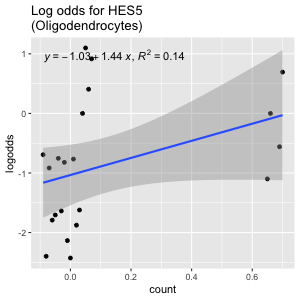 Log odds for HES5
(Oligodendrocytes)
y = −1.03 + 1.44 x, R² = 0.14
1
0
-1
-2
logodds
0.0 0.2 0.4 0.6
count